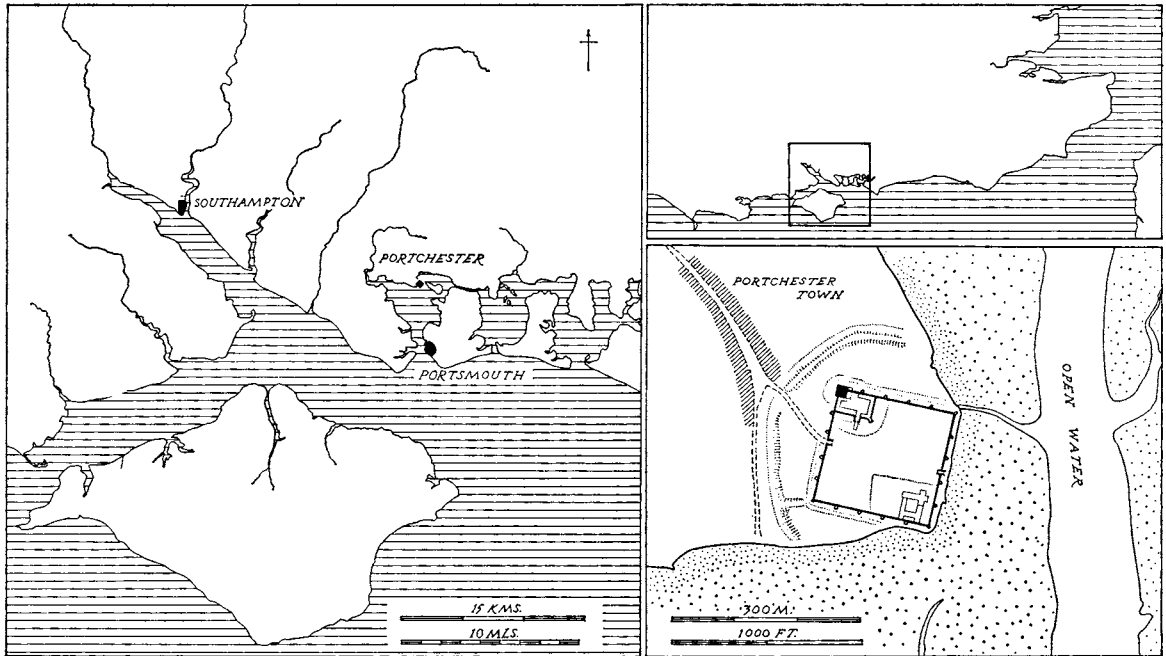 SOUTHAMPTON
PORTCHESTER
PORTSMOUTH
15 KMS.
10 MLS.
PORTCHESTER
TOWN
OPEN
WATER
300 M.
1000 FT.